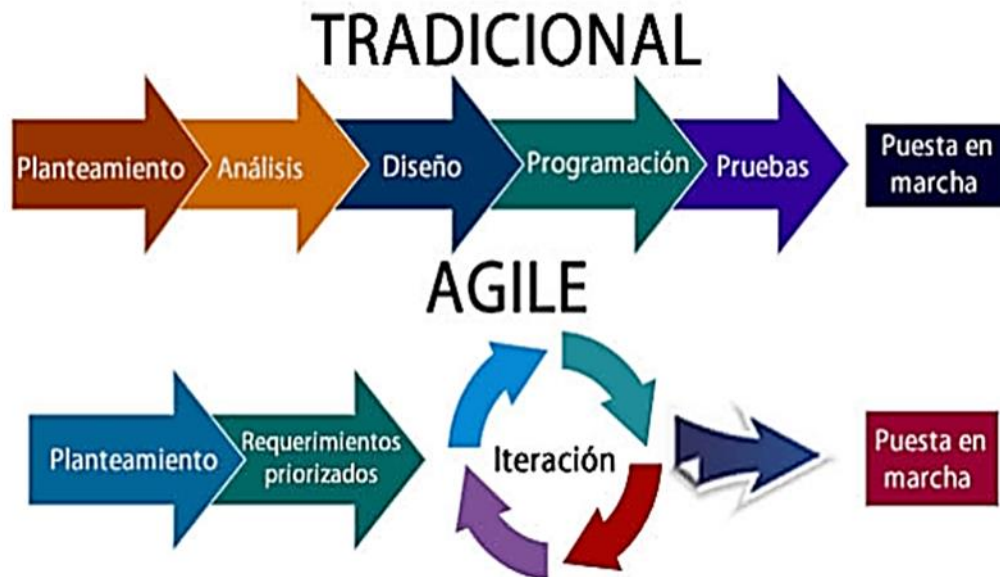 TRADICIONAL
Planteamiento
Análisis
Diseño
Programación
Pruebas
Puesta en
marcha
AGILE
Planteamiento
Requerimientos
priorizados
Iteración
Puesta en
marcha